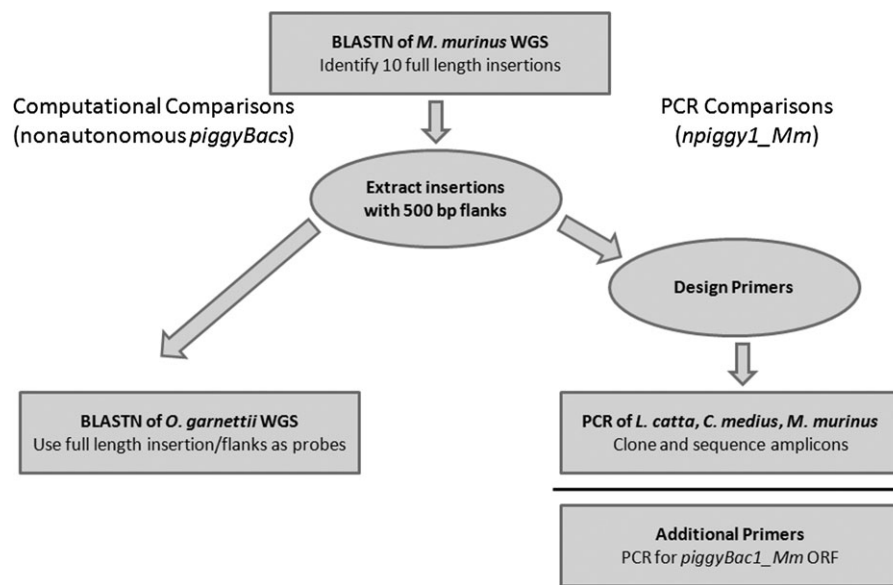 BLASTN of M. murinus WGS
Identify 10 full length insertions
Computational Comparisons
(nonautonomous piggyBacs)
PCR Comparisons
(npiggy1_Mm)
Extract insertions
with 500 bp flanks
Design Primers
BLASTN of O. garnettii WGS
Use full length insertion/flanks as probes
PCR of L. catta, C. medius, M. murinus
Clone and sequence amplicons
Additional Primers
PCR for piggyBac1_Mm ORF